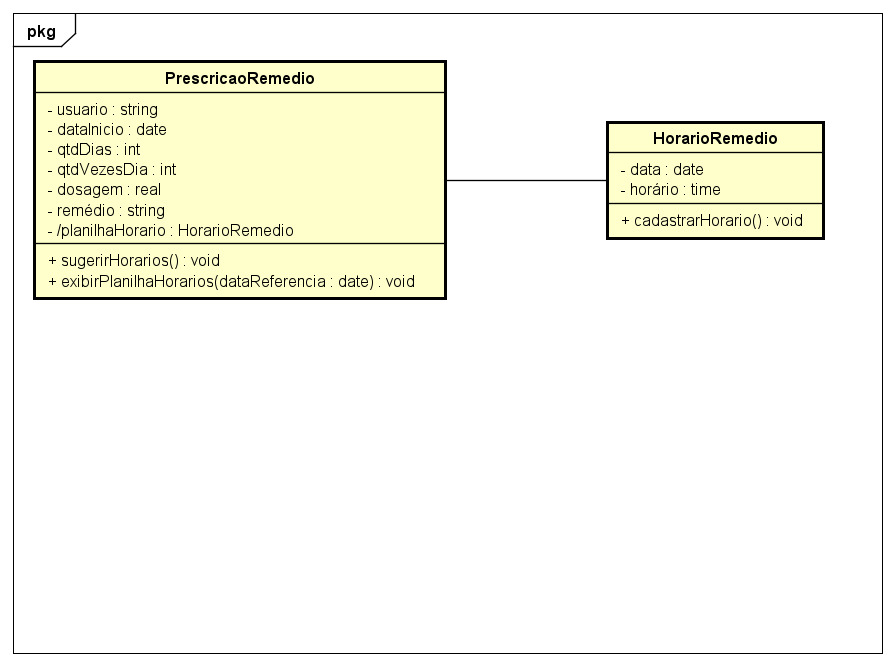 pkg
PrescricaoRemedio
- usuario : string
- dataInicio : date
- qtdDias : int
- qtdVezesDia : int
- dosagem : real
- remédio : string
- /planilhaHorario : HorarioRemedio
+ sugerirHorarios() : void
+ exibirPlanilhaHorarios(dataReferencia : date) : void
HorarioRemedio
- data : date
- horário : time
+ cadastrarHorario() : void